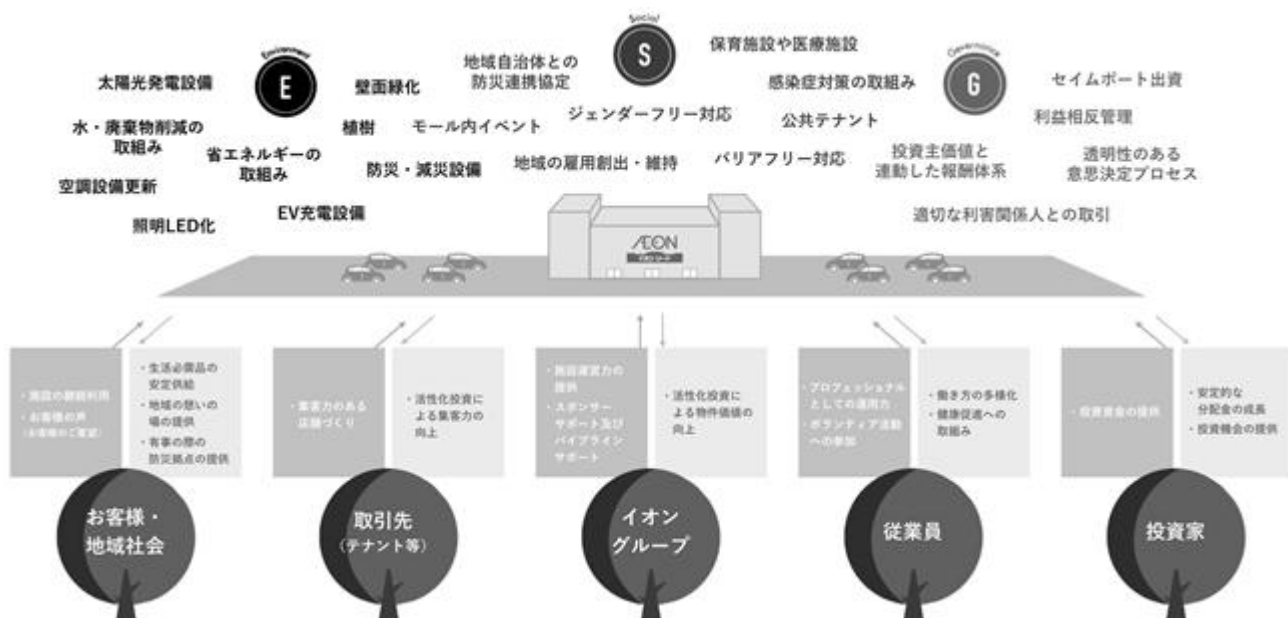 Environment
E
太陽光発電設備
壁面緑化
水・廃棄物削減の
取組み
植樹
省エネルギーの
取組み
防災・減災設備
空調設備更新
EV充電設備
照明LED化
Social
S
保育施設や医療施設
地域自治体との
防災連携協定
感染症対策の取組み
ジェンダーフリー対応
公共テナント
モール内イベント
地域の雇用創出・維持
バリアフリー対応
Governance
G
セイムボート出資
利益相反管理
投資主価値と
連動した報酬体系
透明性のある
意思決定プロセス
適切な利害関係人との取引
ÆON
・施設の継続利用
・お客様の声
(お客様のご要望)
・生活必需品の
安定供給
・地域の憩いの
場の提供
・有事の際の
防災拠点の提供
お客様・
地域社会
・集客力のある
店舗づくり
・活性化投資に
よる集客力の
向上
取引先
(テナント等)
・施設運営力の
提供
・スポンサー
サポート及び
パイプライン
サポート
・活性化投資に
よる物件価値の
向上
イオン
グループ
・プロフェッショナル
としての運用力
・ボランティア活動
への参加
・働き方の多様化
・健康促進への
取組み
従業員
・投資資金の提供
・安定的な
分配金の成長
・投資機会の提供
投資家